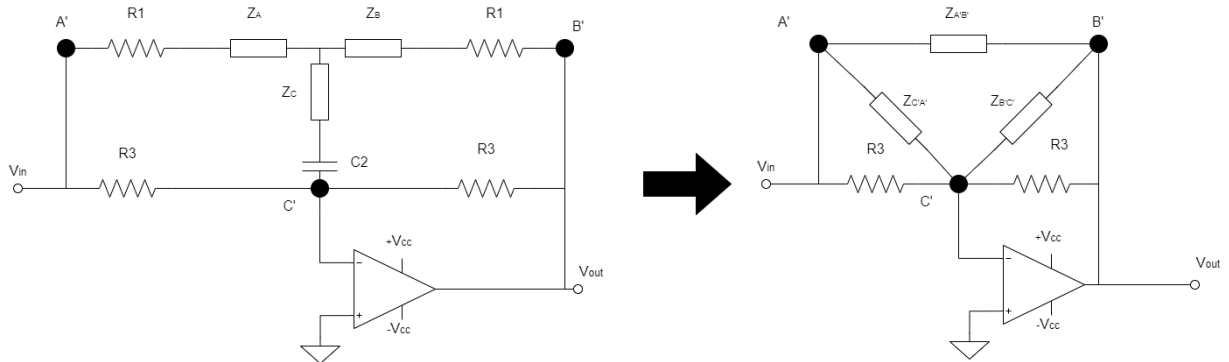 A' R1 ZA ZB R1 B'
ZC
R3 C2 R3
Vin
C'
+Vcc
−
+
-Vcc
Vout
ZA'B'
A' B'
ZC'A' ZB'C'
R3 R3
Vin
C'
+Vcc
−
+
-Vcc
Vout